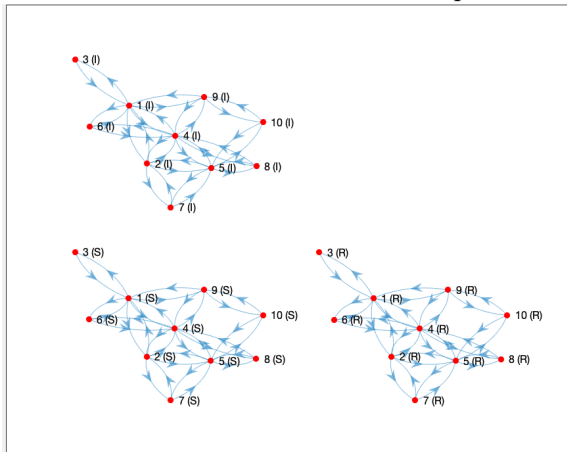 3 (I)
9 (I)
1 (I)
10 (I)
6 (I)
4 (I)
2 (I)
5 (I)
8 (I)
7 (I)
3 (S)
9 (S)
1 (S)
10 (S)
6 (S)
4 (S)
2 (S)
5 (S)
8 (S)
7 (S)
3 (R)
9 (R)
1 (R)
10 (R)
6 (R)
4 (R)
2 (R)
5 (R)
8 (R)
7 (R)